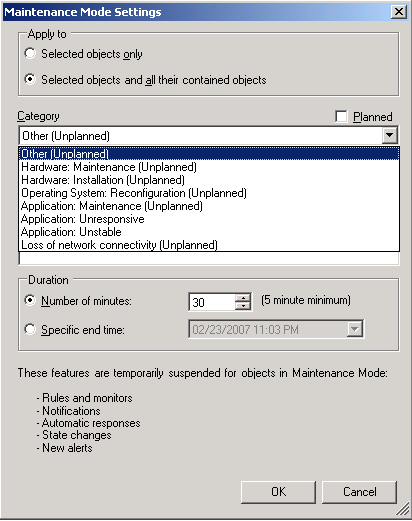 Maintenance Mode Settings
Apply to
Selected objects only
Selected objects and all their contained objects
Category
Planned
Other (Unplanned)
Other (Unplanned)
Hardware: Maintenance (Unplanned)
Hardware: Installation (Unplanned)
Operating System: Reconfiguration (Unplanned)
Application: Maintenance (Unplanned)
Application: Unresponsive
Application: Unstable
Loss of network connectivity (Unplanned)
Duration
Number of minutes:
30
(5 minute minimum)
Specific end time:
02/23/2007 11:03 PM
These features are temporarily suspended for objects in Maintenance Mode:
- Rules and monitors
- Notifications
- Automatic responses
- State changes
- New alerts
OK
Cancel